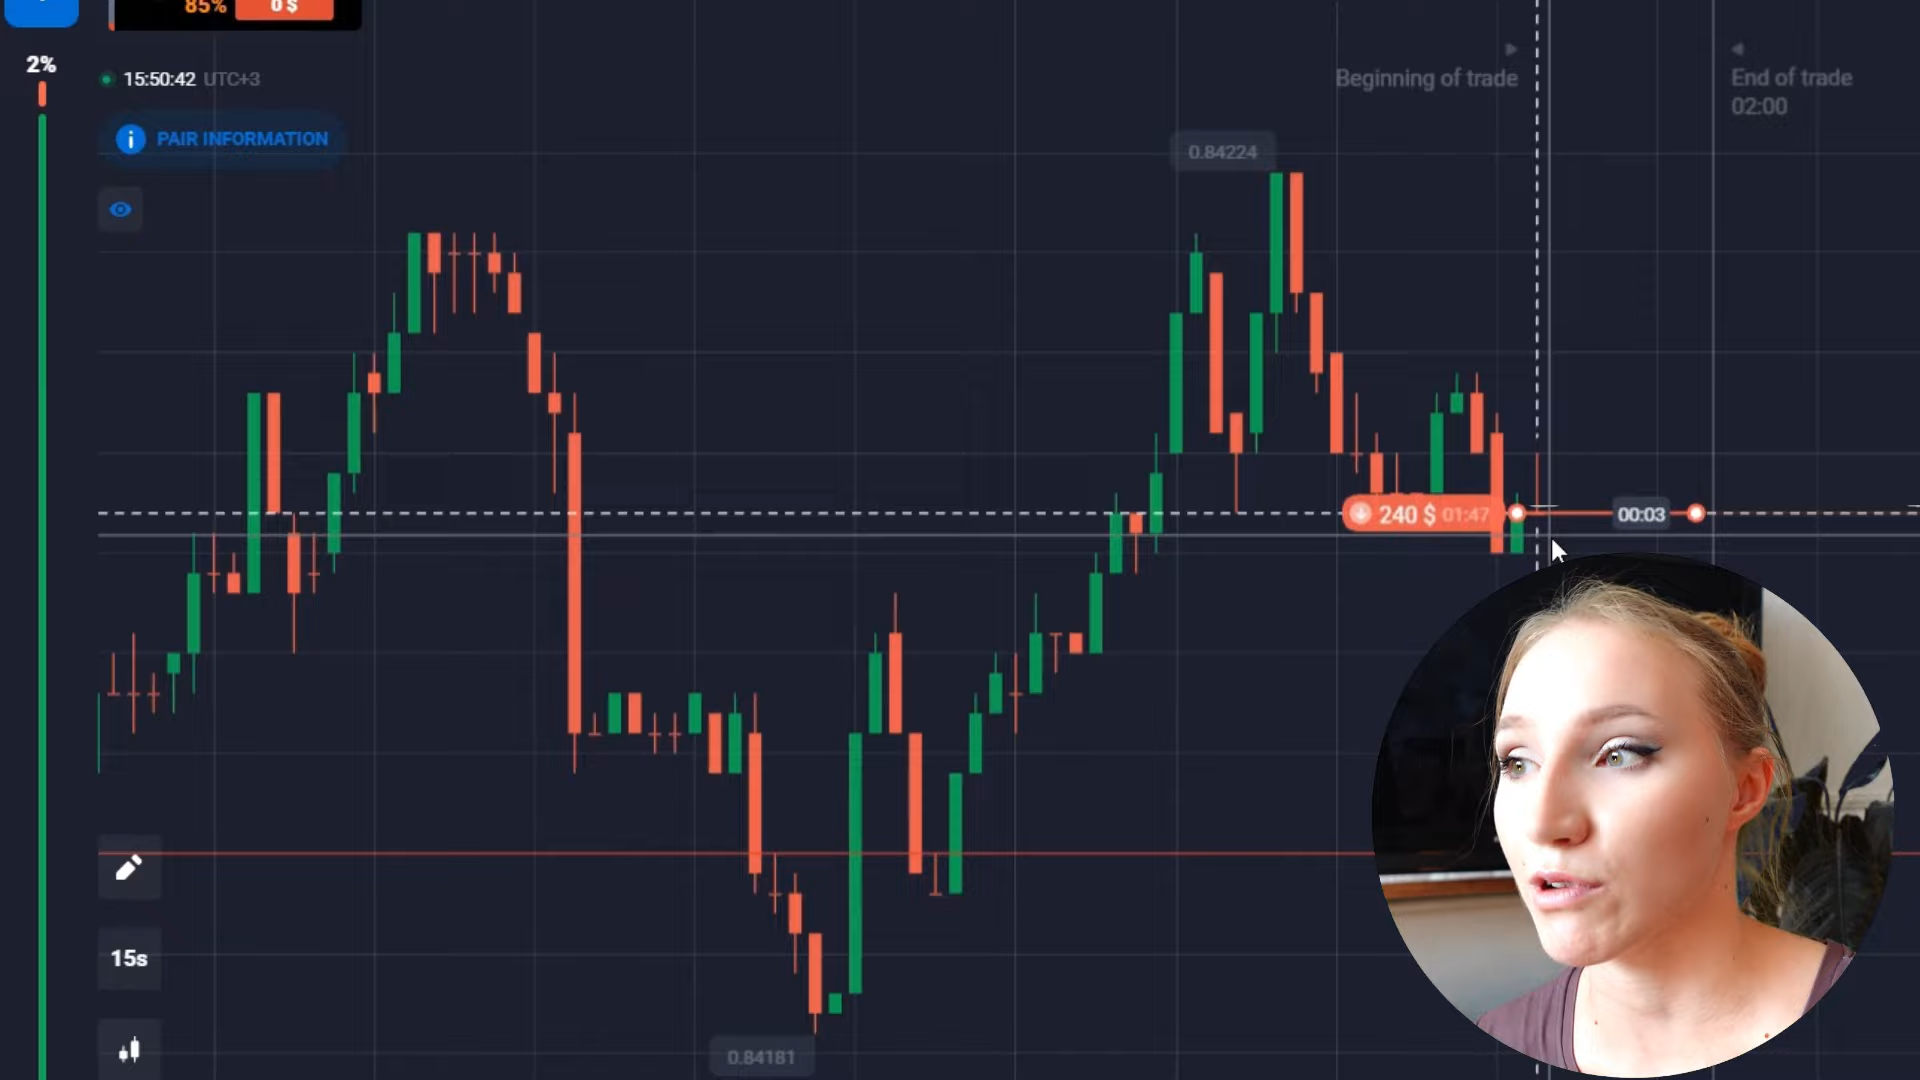 85%
0 $
2%
15:50:42 UTC+3
PAIR INFORMATION
Beginning of trade
End of trade
02:00
0.84224
240 $ 01:47
00:03
15s
0.84181